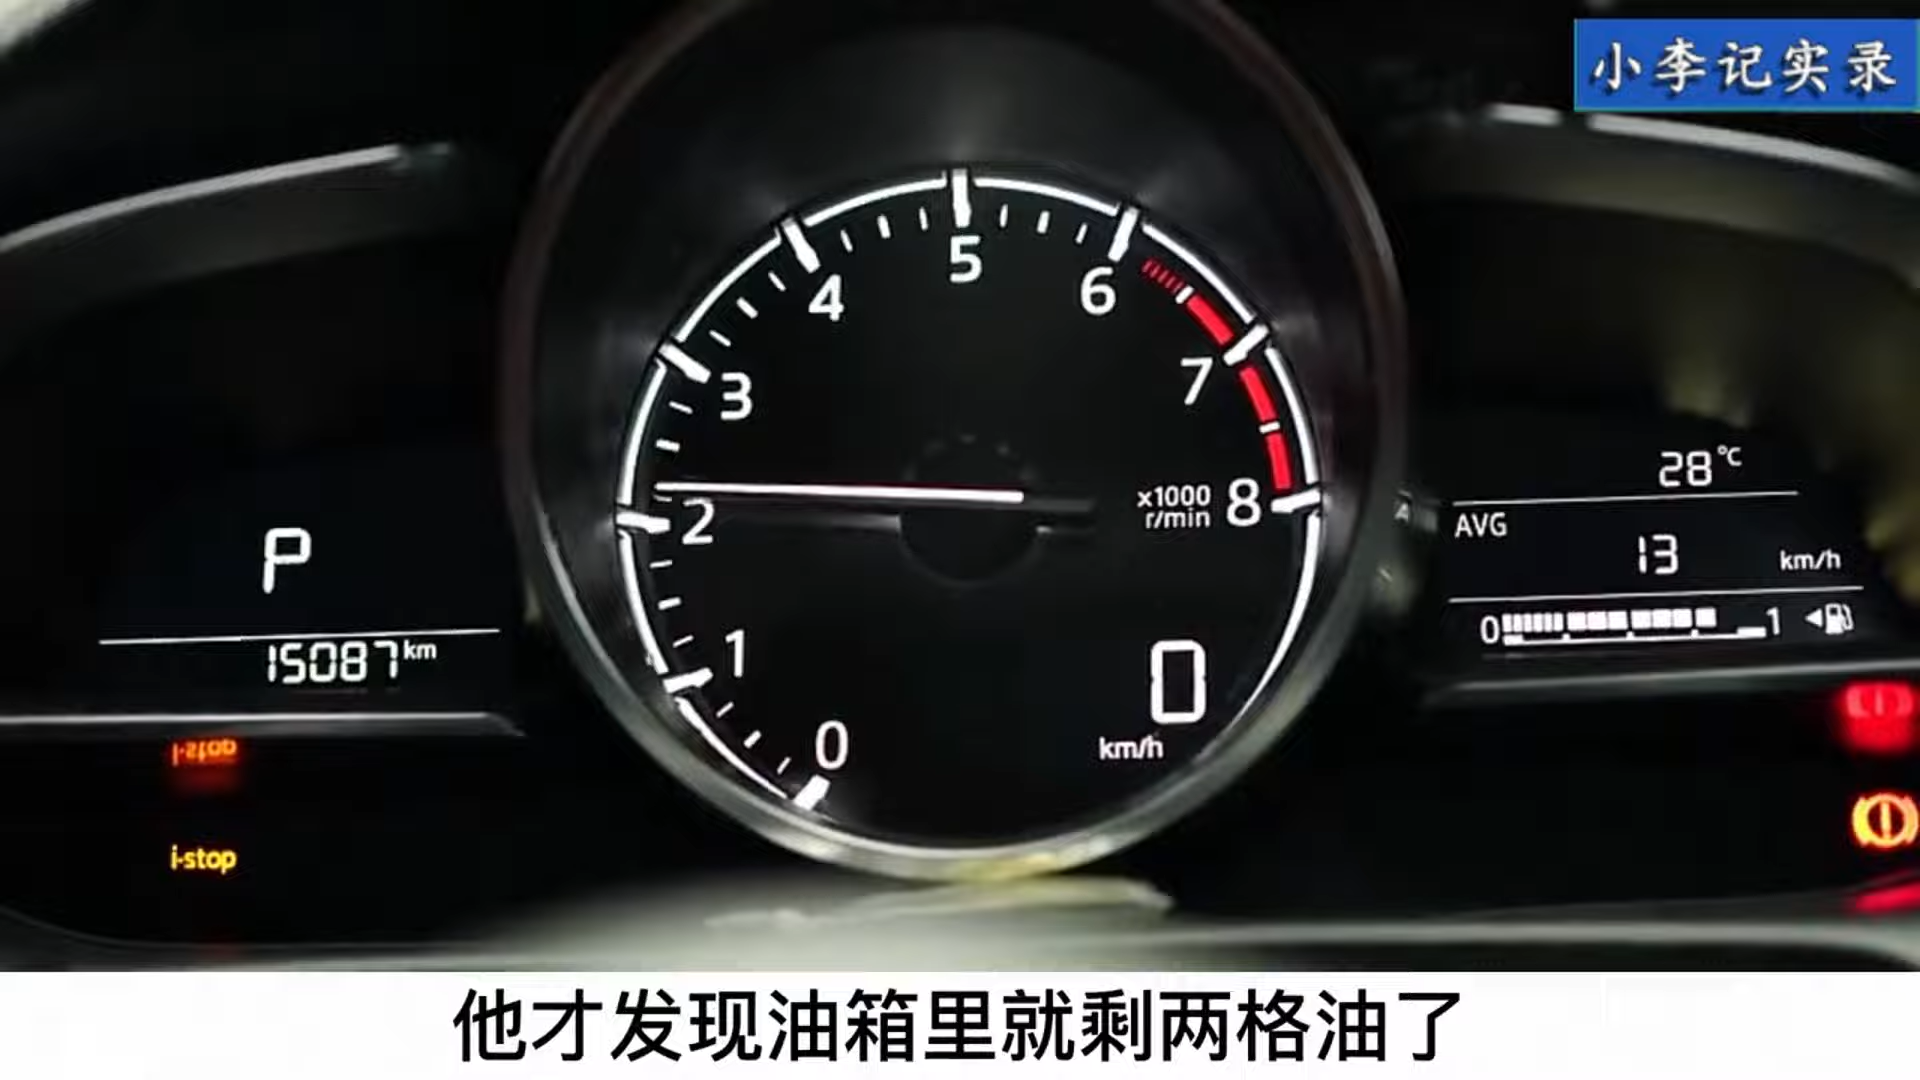 小李记实录
5
4
6
3
7
28°C
x1000
r/min
8
AVG
2
P
13 km/h
0 1
15087km
1
0
i-stop
0
km/h
i-stop
他才发现油箱里就剩两格油了